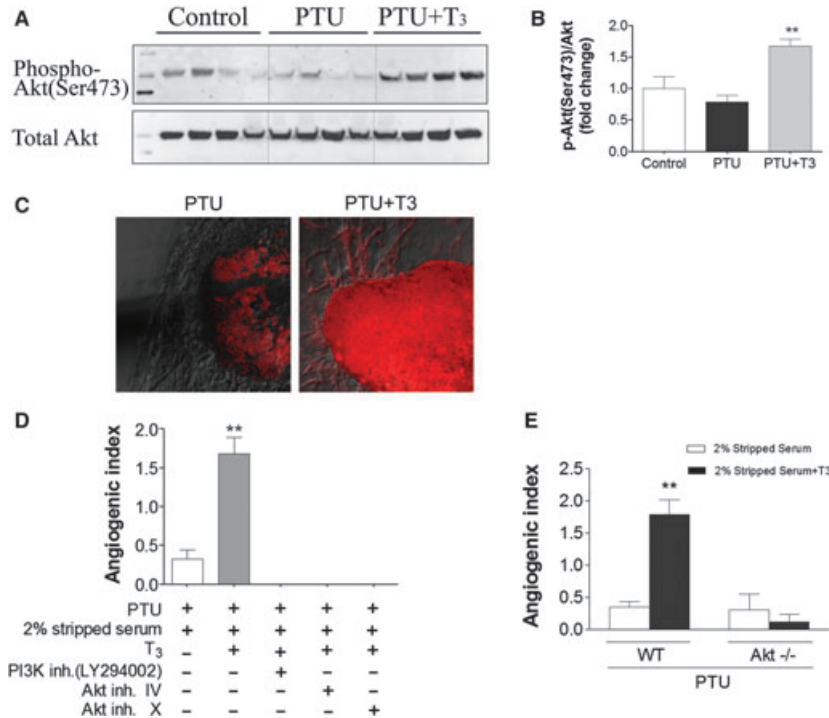 A
Control PTU PTU+T3
Phospho-
Akt(Ser473)
Total Akt
B
p-Akt(Ser473)/Akt
(fold change)
2.0
1.5
1.0
0.5
0.0
**
Control PTU PTU+T3
C
PTU PTU+T3
D
Angiogenic index
2.0
1.5
1.0
0.5
0.0
**
PTU + + + + +
2% stripped serum + + + + +
T3 – + + + +
PI3K inh.(LY294002) – – + – –
Akt inh. IV – – – + –
Akt inh. X – – – – +
E
2% Stripped Serum
2% Stripped Serum+T3
Angiogenic index
2.5
2.0
1.5
1.0
0.5
0.0
**
WT Akt -/-
PTU